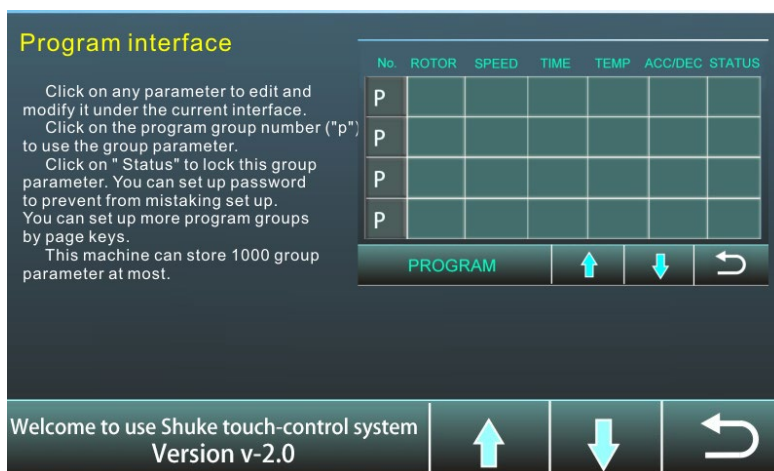 Program interface
Click on any parameter to edit and
modify it under the current interface.
Click on the program group number ("p")
to use the group parameter.
Click on " Status" to lock this group
parameter. You can set up password
to prevent from mistaking set up.
You can set up more program groups
by page keys.
This machine can store 1000 group
parameter at most.
No. ROTOR SPEED TIME TEMP ACC/DEC STATUS
P
P
P
P
PROGRAM
Welcome to use Shuke touch-control system
Version v-2.0